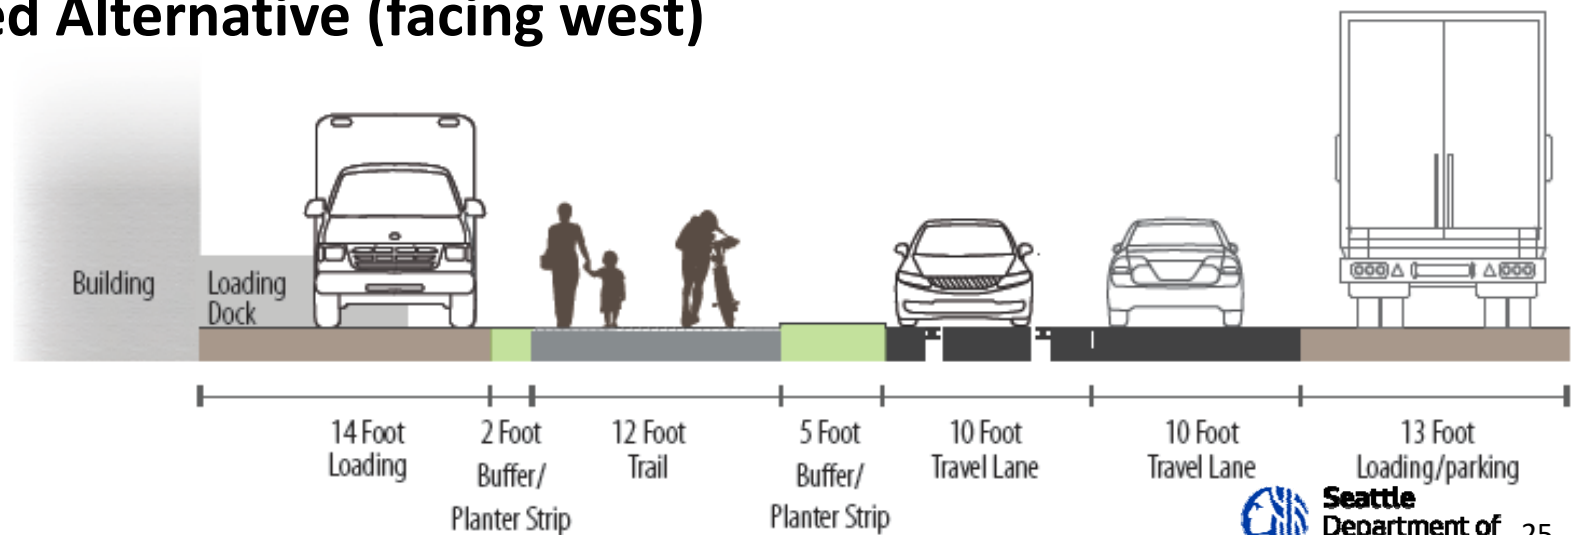 ed Alternative (facing west)
Building
Loading
Dock
14 Foot
Loading
2 Foot
Buffer/
Planter Strip
12 Foot
Trail
5 Foot
Buffer/
Planter Strip
10 Foot
Travel Lane
10 Foot
Travel Lane
13 Foot
Loading/parking
Seattle
Department of
25